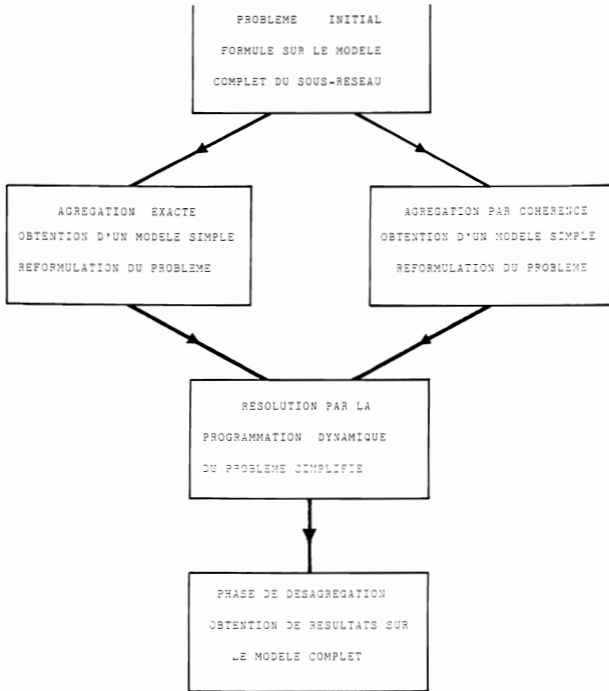 PROBLEME INITIAL
FORMULE SUR LE MODELE
COMPLET DU SOUS-RESEAU
AGREGATION EXACTE
OBTENTION D'UN MODELE SIMPLE
REFORMULATION DU PROBLEME
AGREGATION PAR COHERENCE
OBTENTION D'UN MODELE SIMPLE
REFORMULATION DU PROBLEME
RESOLUTION PAR LA
PROGRAMMATION DYNAMIQUE
DU PROBLEME SIMPLIFIE
PHASE DE DESAGREGATION
OBTENTION DE RESULTATS SUR
LE MODELE COMPLET